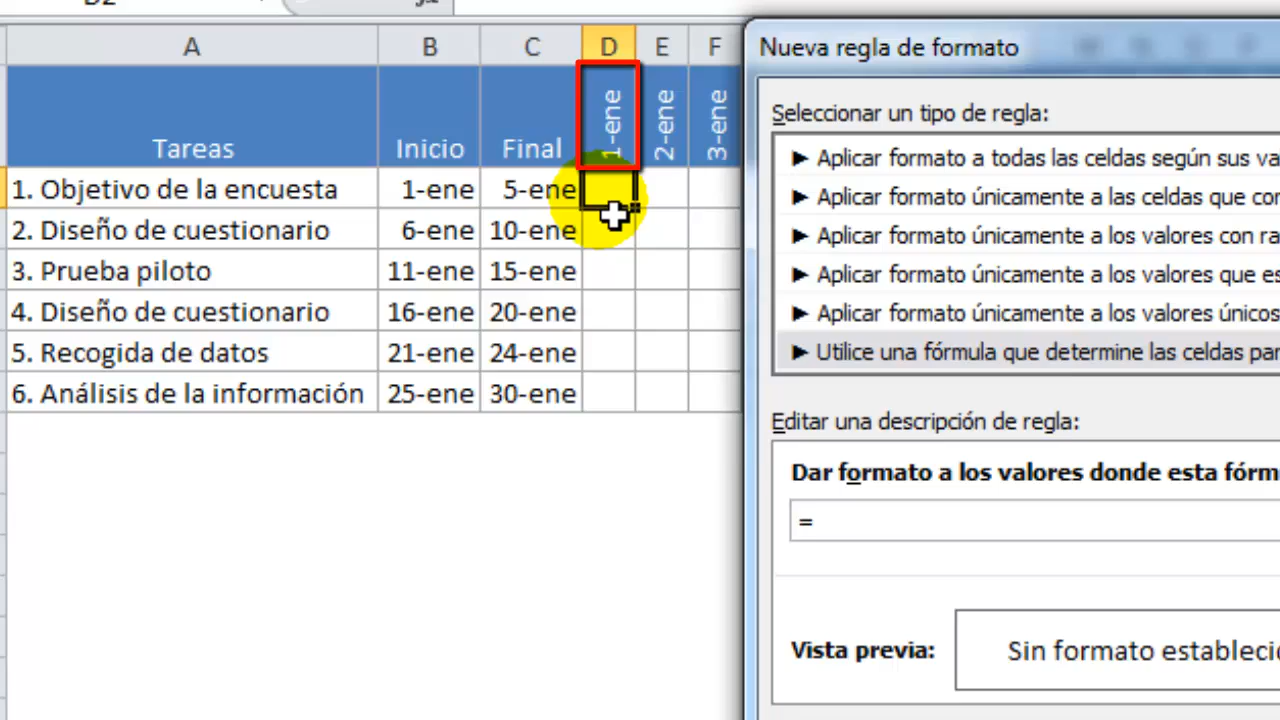 A B C D E F
Tareas Inicio Final 1-ene 2-ene 3-ene
1. Objetivo de la encuesta 1-ene 5-ene
2. Diseño de cuestionario 6-ene 10-ene
3. Prueba piloto 11-ene 15-ene
4. Diseño de cuestionario 16-ene 20-ene
5. Recogida de datos 21-ene 24-ene
6. Análisis de la información 25-ene 30-ene
Nueva regla de formato
Seleccionar un tipo de regla:
► Aplicar formato a todas las celdas según sus va
► Aplicar formato únicamente a las celdas que con
► Aplicar formato únicamente a los valores con ra
► Aplicar formato únicamente a los valores que es
► Aplicar formato únicamente a los valores únicos
► Utilice una fórmula que determine las celdas par
Editar una descripción de regla:
Dar formato a los valores donde esta fórm
=
Vista previa: Sin formato estableci